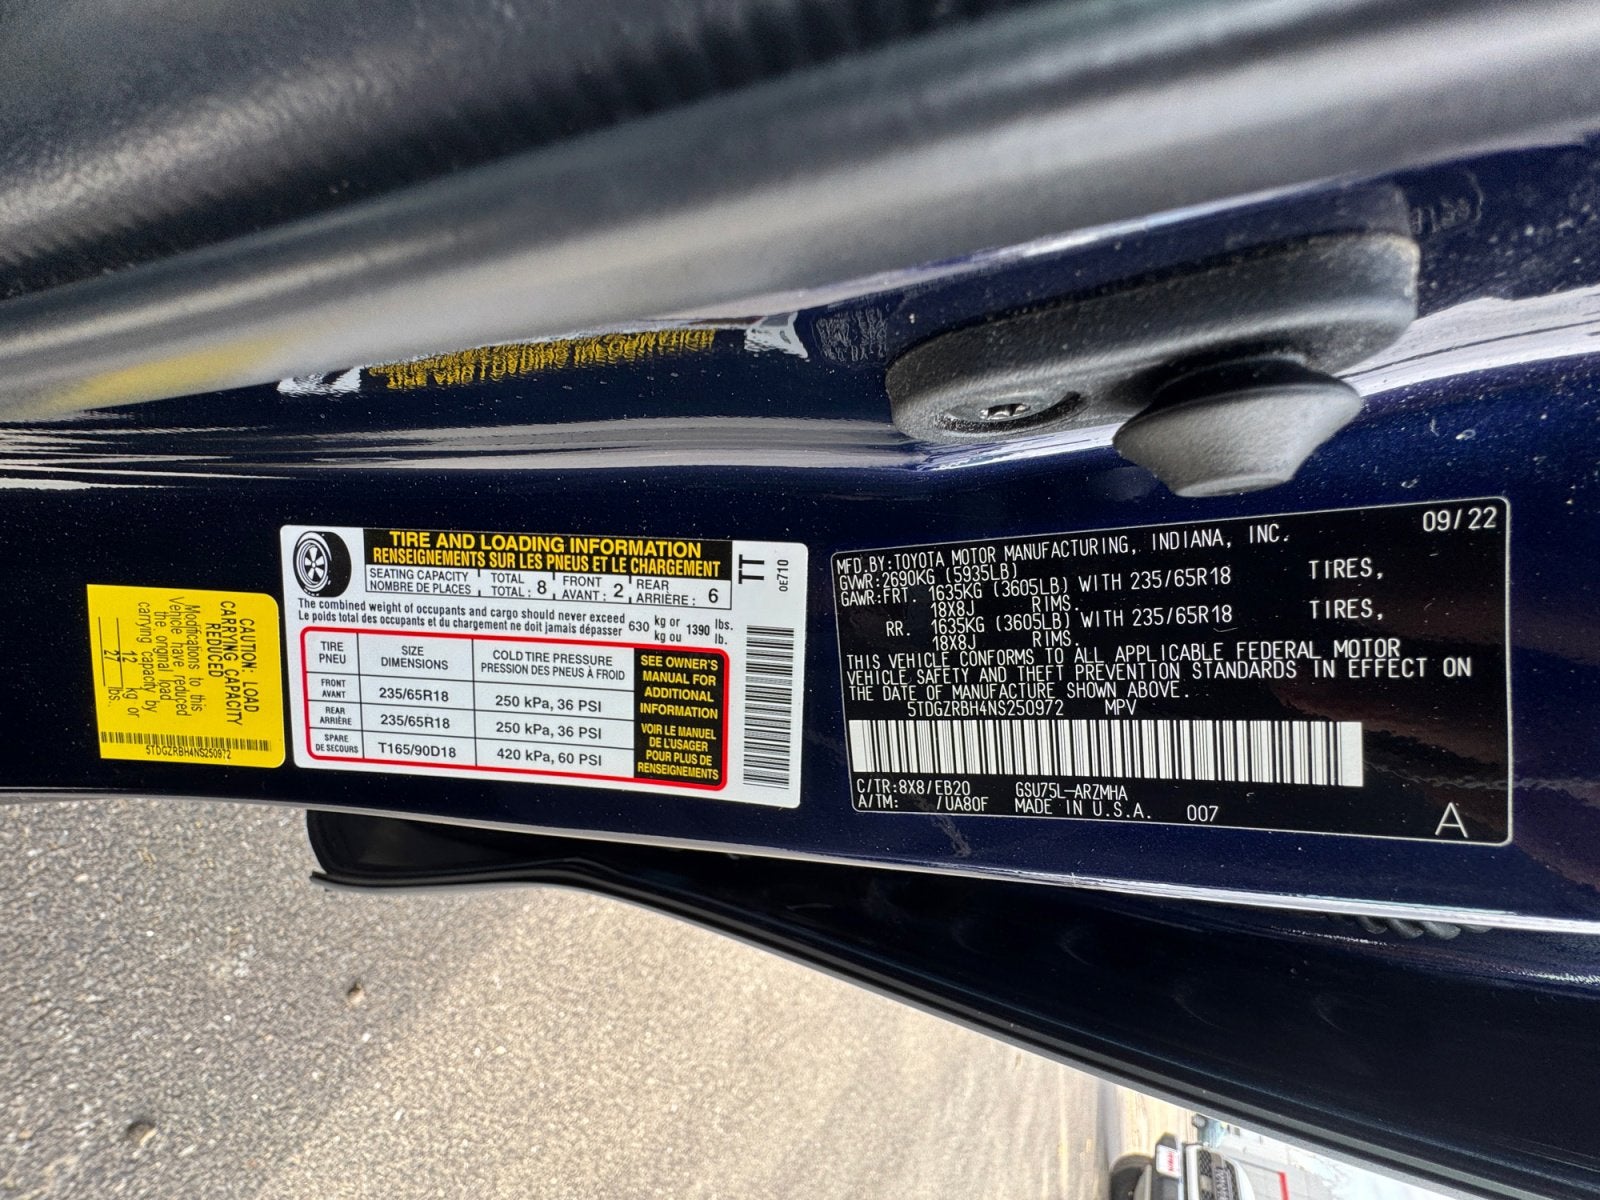 CAUTION: LOAD
CARRYING CAPACITY
REDUCED
Modifications to this
Vehicle have reduced
the original load
carrying capacity by
12 kg or
27 lbs.
5TDGZRBH4NS250972
TIRE AND LOADING INFORMATION
RENSEIGNEMENTS SUR LES PNEUS ET LE CHARGEMENT
SEATING CAPACITY
NOMBRE DE PLACES
TOTAL
TOTAL : 8
FRONT
AVANT : 2
REAR
ARRIÈRE : 6
The combined weight of occupants and cargo should never exceed 630 kg or 1390 lbs.
Le poids total des occupants et du chargement ne doit jamais dépasser kg ou lb.
TIRE
PNEU
SIZE
DIMENSIONS
COLD TIRE PRESSURE
PRESSION DES PNEUS À FROID
FRONT
AVANT
235/65R18
250 kPa, 36 PSI
REAR
ARRIÈRE
235/65R18
250 kPa, 36 PSI
SPARE
DE SECOURS
T165/90D18
420 kPa, 60 PSI
SEE OWNER'S
MANUAL FOR
ADDITIONAL
INFORMATION
VOIR LE MANUEL
DE L'USAGER
POUR PLUS DE
RENSEIGNEMENTS
TT
0E710
09/22
MFD.BY:TOYOTA MOTOR MANUFACTURING, INDIANA, INC.
GVWR:2690KG (5935LB)
GAWR:FRT. 1635KG (3605LB) WITH 235/65R18 TIRES,
18X8J RIMS.
RR. 1635KG (3605LB) WITH 235/65R18 TIRES,
18X8J RIMS.
THIS VEHICLE CONFORMS TO ALL APPLICABLE FEDERAL MOTOR
VEHICLE SAFETY AND THEFT PREVENTION STANDARDS IN EFFECT ON
THE DATE OF MANUFACTURE SHOWN ABOVE.
5TDGZRBH4NS250972 MPV
C/TR:8X8/EB20 GSU75L-ARZMHA
A/TM: /UA80F MADE IN U.S.A. 007
A